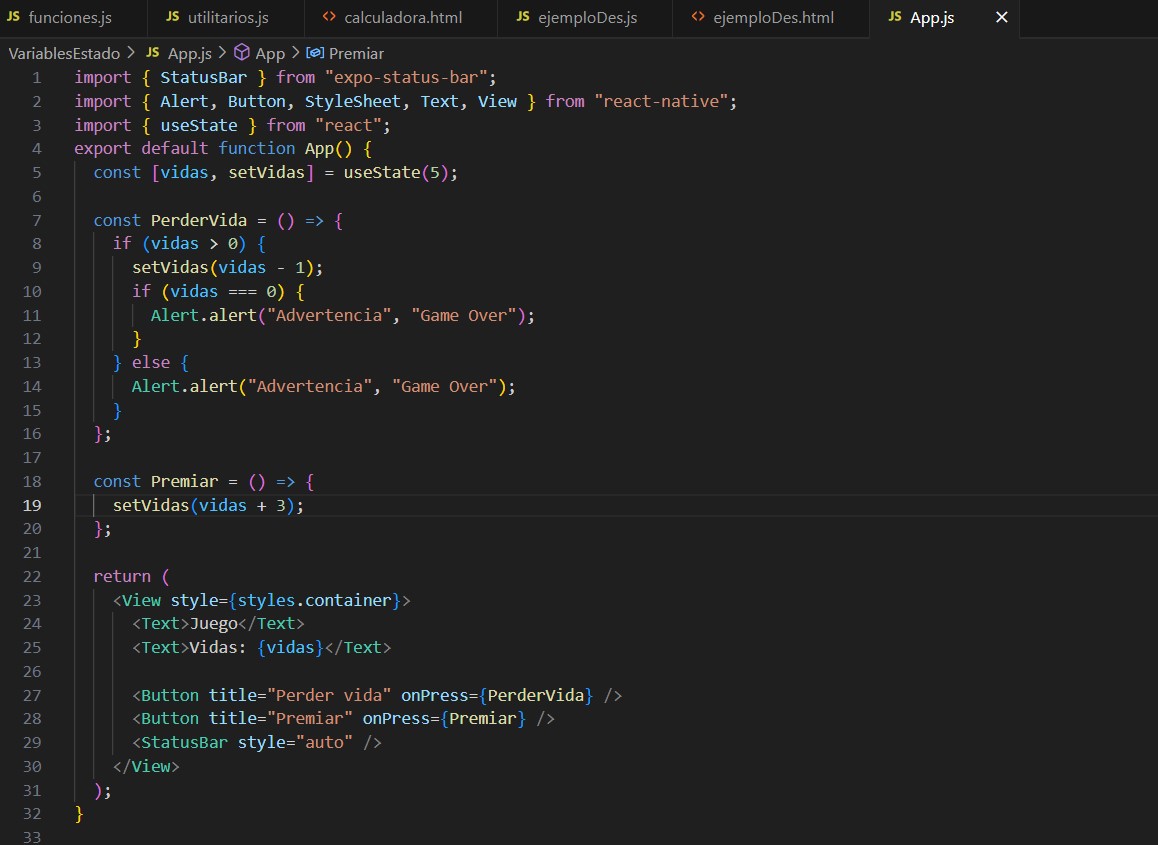 JS funciones.js JS utilitarios.js <> calculadora.html JS ejemploDes.js <> ejemploDes.html JS App.js
VariablesEstado > JS App.js > App > Premiar
1 import { StatusBar } from "expo-status-bar";
2 import { Alert, Button, StyleSheet, Text, View } from "react-native";
3 import { useState } from "react";
4 export default function App() {
5   const [vidas, setVidas] = useState(5);
6
7   const PerderVida = () => {
8     if (vidas > 0) {
9       setVidas(vidas - 1);
10       if (vidas === 0) {
11         Alert.alert("Advertencia", "Game Over");
12       }
13     } else {
14       Alert.alert("Advertencia", "Game Over");
15     }
16   };
17
18   const Premiar = () => {
19     setVidas(vidas + 3);
20   };
21
22   return (
23     <View style={styles.container}>
24       <Text>Juego</Text>
25       <Text>Vidas: {vidas}</Text>
26
27       <Button title="Perder vida" onPress={PerderVida} />
28       <Button title="Premiar" onPress={Premiar} />
29       <StatusBar style="auto" />
30     </View>
31   );
32 }
33